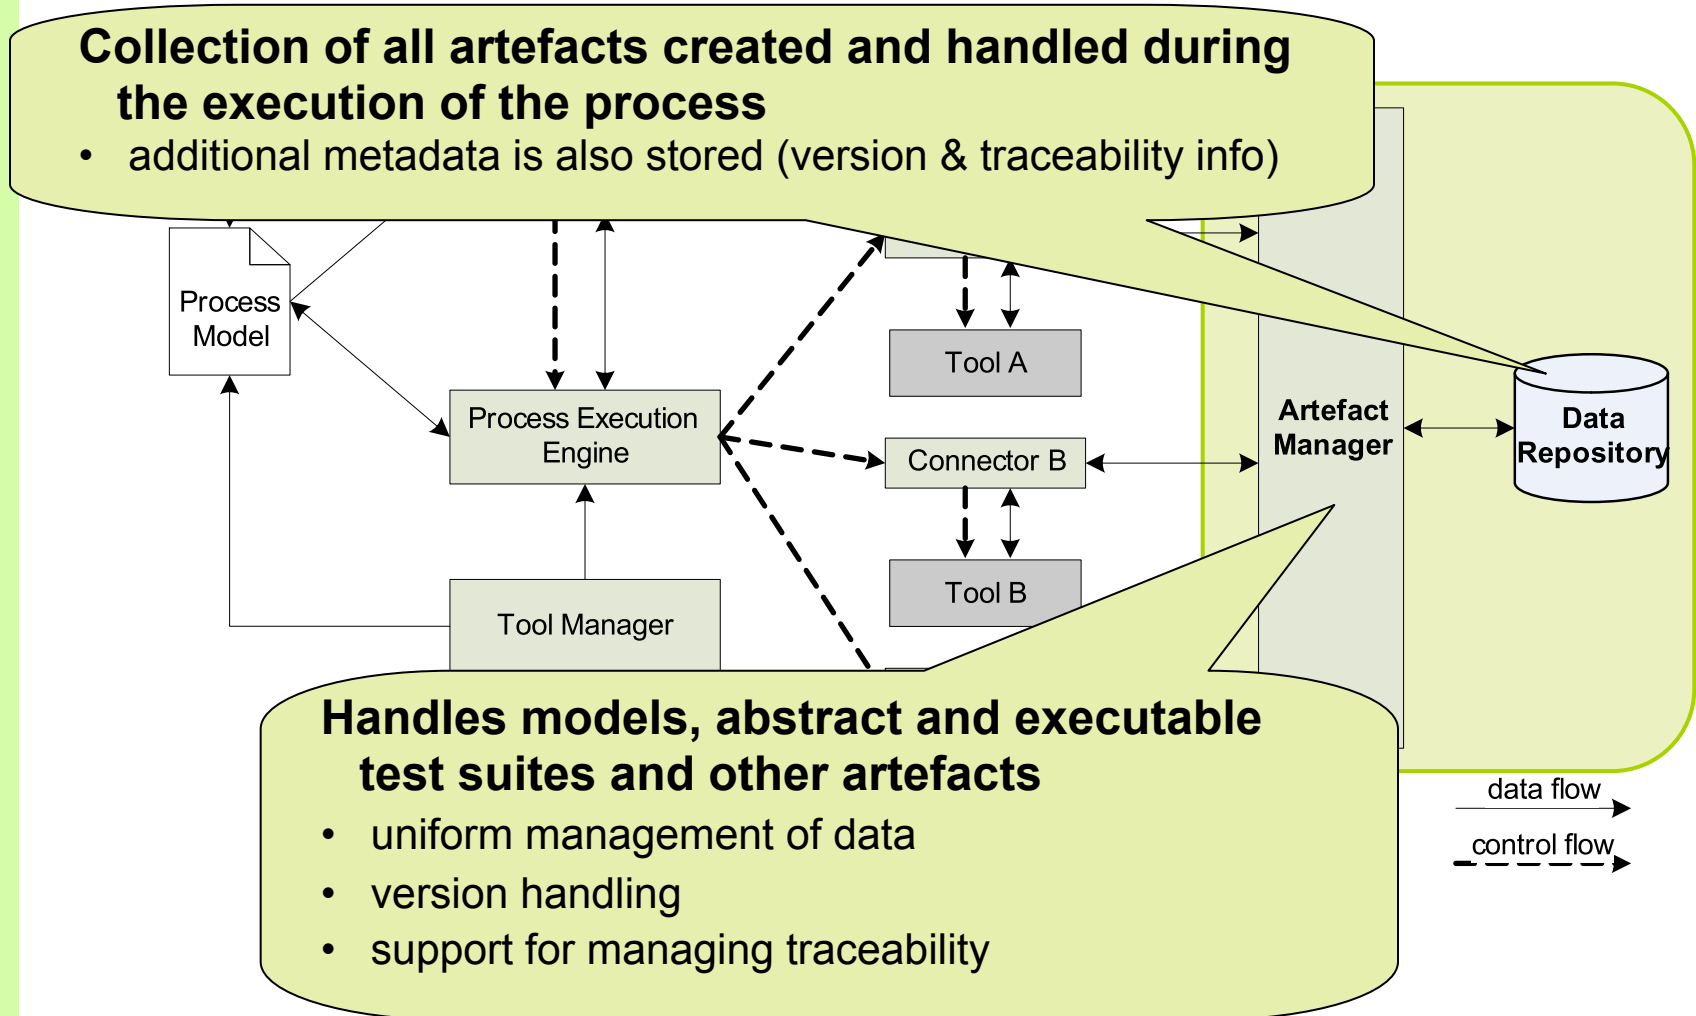 Collection of all artefacts created and handled during
the execution of the process
• additional metadata is also stored (version & traceability info)
Process
Model
Tool A
Process Execution
Engine
Connector B
Artefact
Manager
Data
Repository
Tool B
Tool Manager
Handles models, abstract and executable
test suites and other artefacts
• uniform management of data
• version handling
• support for managing traceability
data flow
control flow